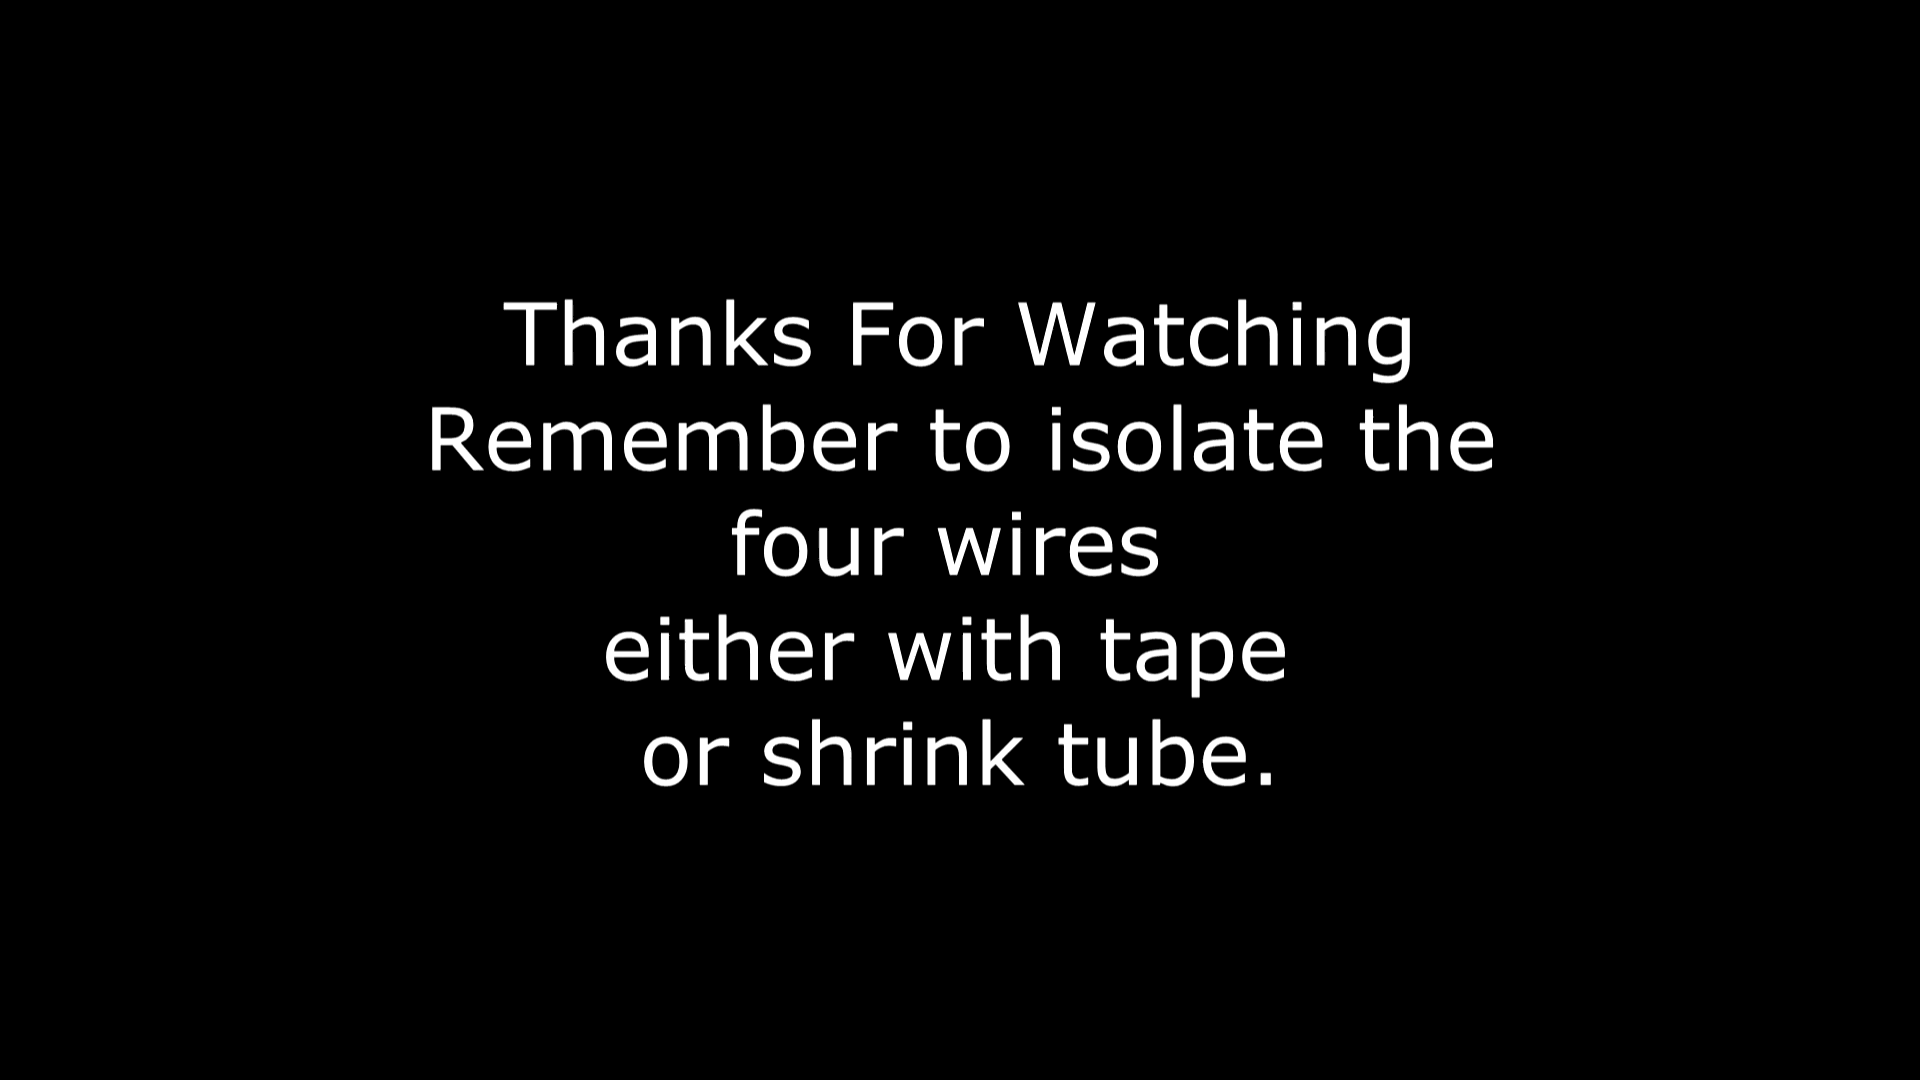 Thanks For Watching
Remember to isolate the
four wires
either with tape
or shrink tube.